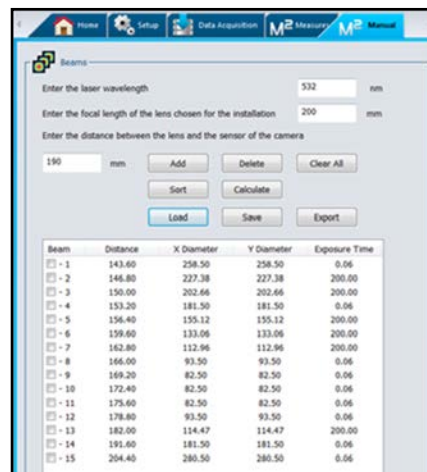 Home Setup Data Acquisition M² Measures M² Manual
Beams
Enter the laser wavelength 532 nm
Enter the focal length of the lens chosen for the installation 200 mm
Enter the distance between the lens and the sensor of the camera
190 mm Add Delete Clear All
Sort Calculate
Load Save Export
Beam Distance X Diameter Y Diameter Exposure Time
- 1 143.60 258.50 258.50 0.06
- 2 146.80 227.38 227.38 200.00
- 3 150.00 202.66 202.66 200.00
- 4 153.20 181.50 181.50 0.06
- 5 156.40 155.12 155.12 200.00
- 6 159.60 133.06 133.06 200.00
- 7 162.80 112.96 112.96 200.00
- 8 166.00 93.50 93.50 0.06
- 9 169.20 82.50 82.50 0.06
- 10 172.40 82.50 82.50 0.06
- 11 175.60 82.50 82.50 0.06
- 12 178.80 93.50 93.50 0.06
- 13 182.00 114.47 114.47 200.00
- 14 191.60 181.50 181.50 0.06
- 15 204.40 280.50 280.50 0.06